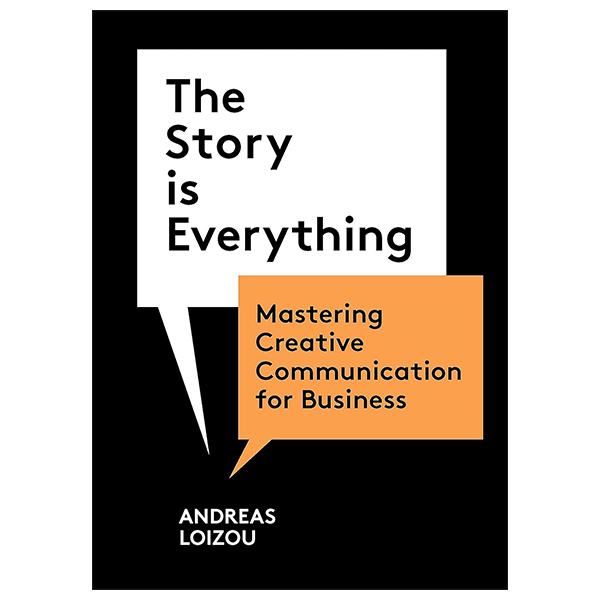 The
Story
is
Everything
Mastering
Creative
Communication
for Business
ANDREAS
LOIZOU